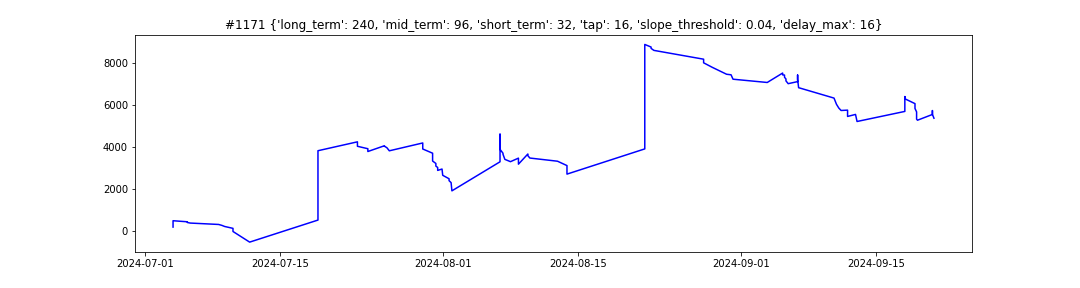 #1171 {'long_term': 240, 'mid_term': 96, 'short_term': 32, 'tap': 16, 'slope_threshold': 0.04, 'delay_max': 16}
8000
6000
4000
2000
0
2024-07-01 2024-07-15 2024-08-01 2024-08-15 2024-09-01 2024-09-15